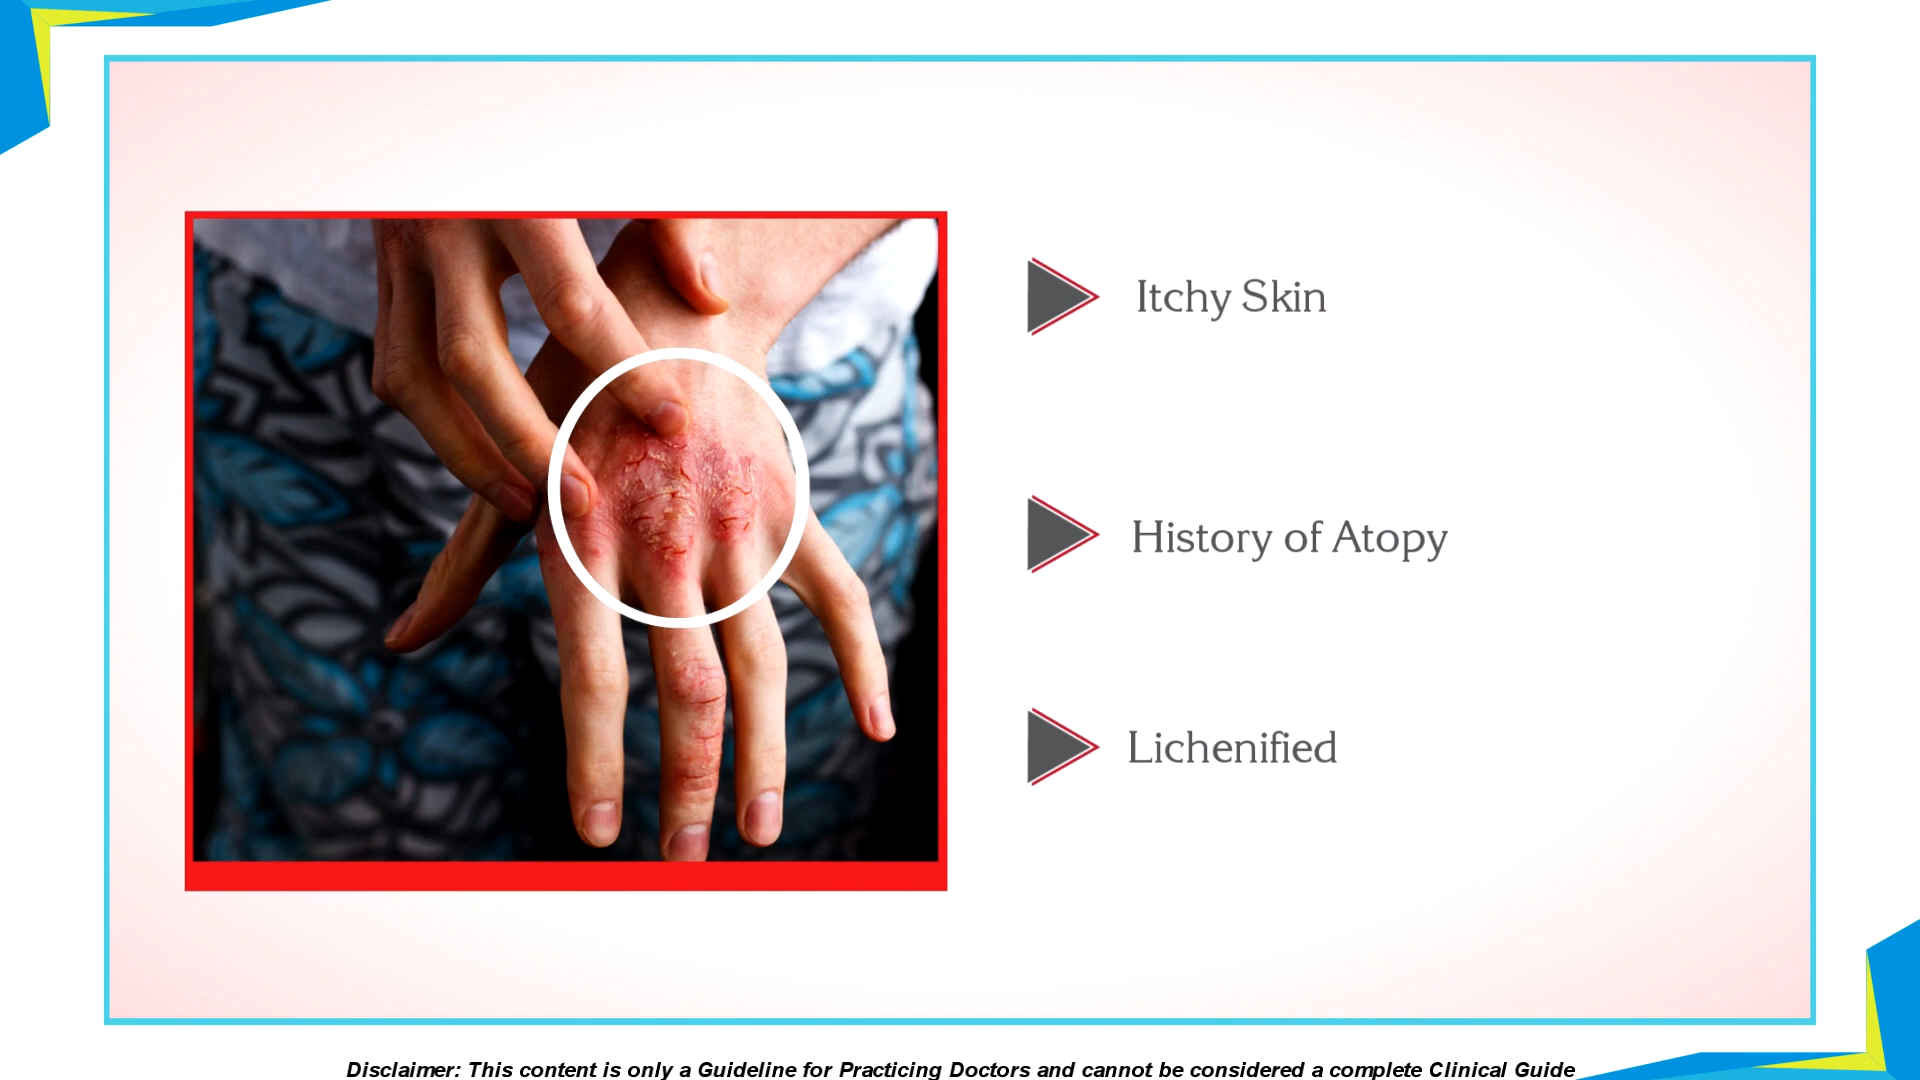 Itchy Skin
History of Atopy
Lichenified
Disclaimer: This content is only a Guideline for Practicing Doctors and cannot be considered a complete Clinical Guide